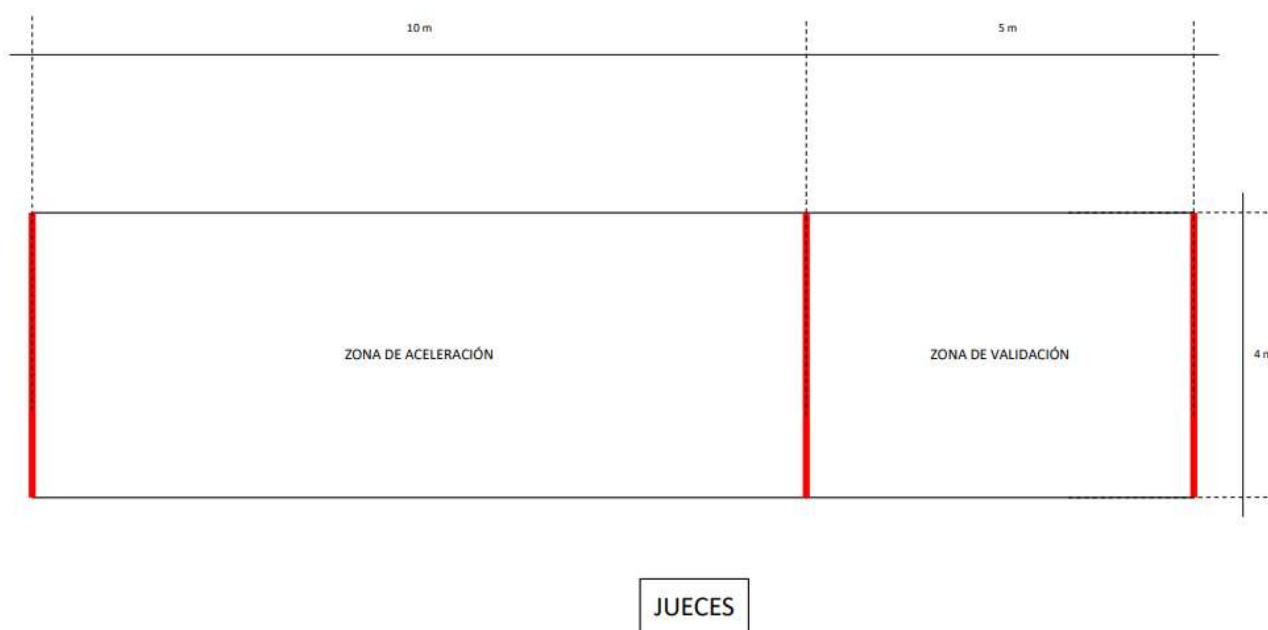 10 m
5 m
ZONA DE ACELERACIÓN
ZONA DE VALIDACIÓN
4 m
JUECES